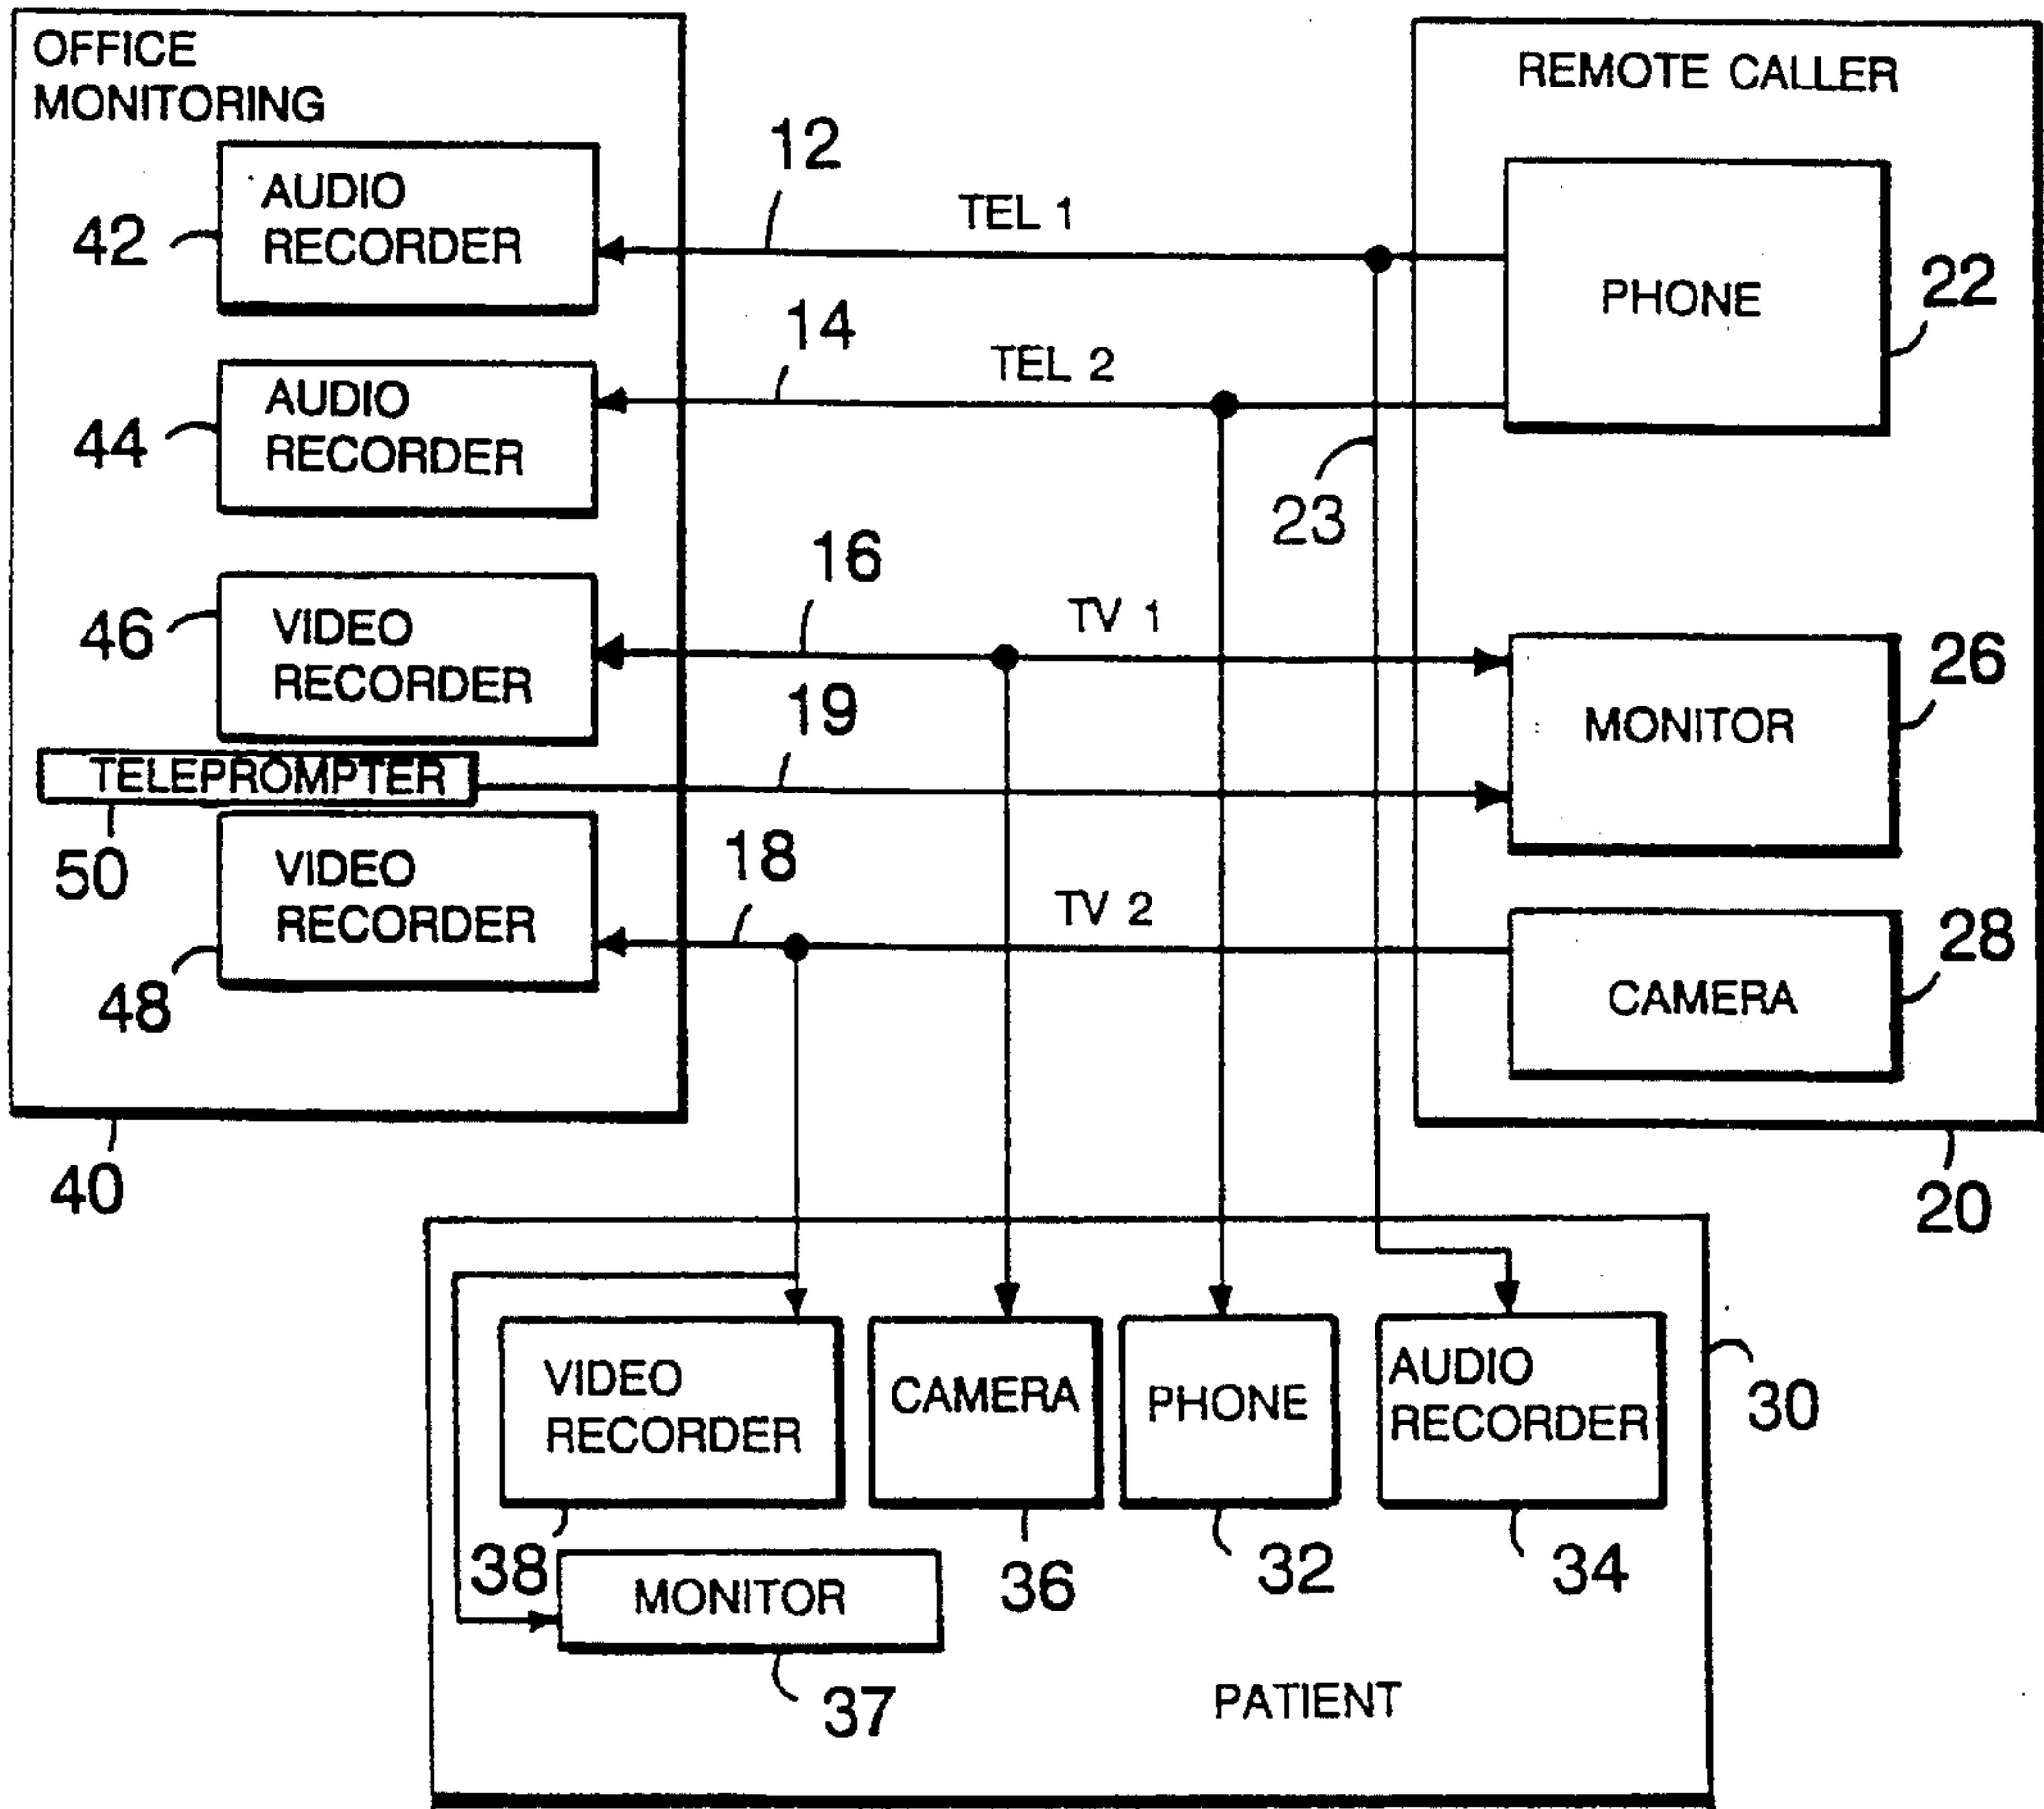 OFFICE
MONITORING
AUDIO
RECORDER
42
AUDIO
RECORDER
44
VIDEO
RECORDER
46
TELEPROMPTER
50
VIDEO
RECORDER
48
40
12
TEL 1
14
TEL 2
23
16
TV 1
19
18
TV 2
REMOTE CALLER
PHONE
22
MONITOR
26
CAMERA
28
20
VIDEO
RECORDER
38
CAMERA
36
PHONE
32
AUDIO
RECORDER
34
30
MONITOR
37
PATIENT